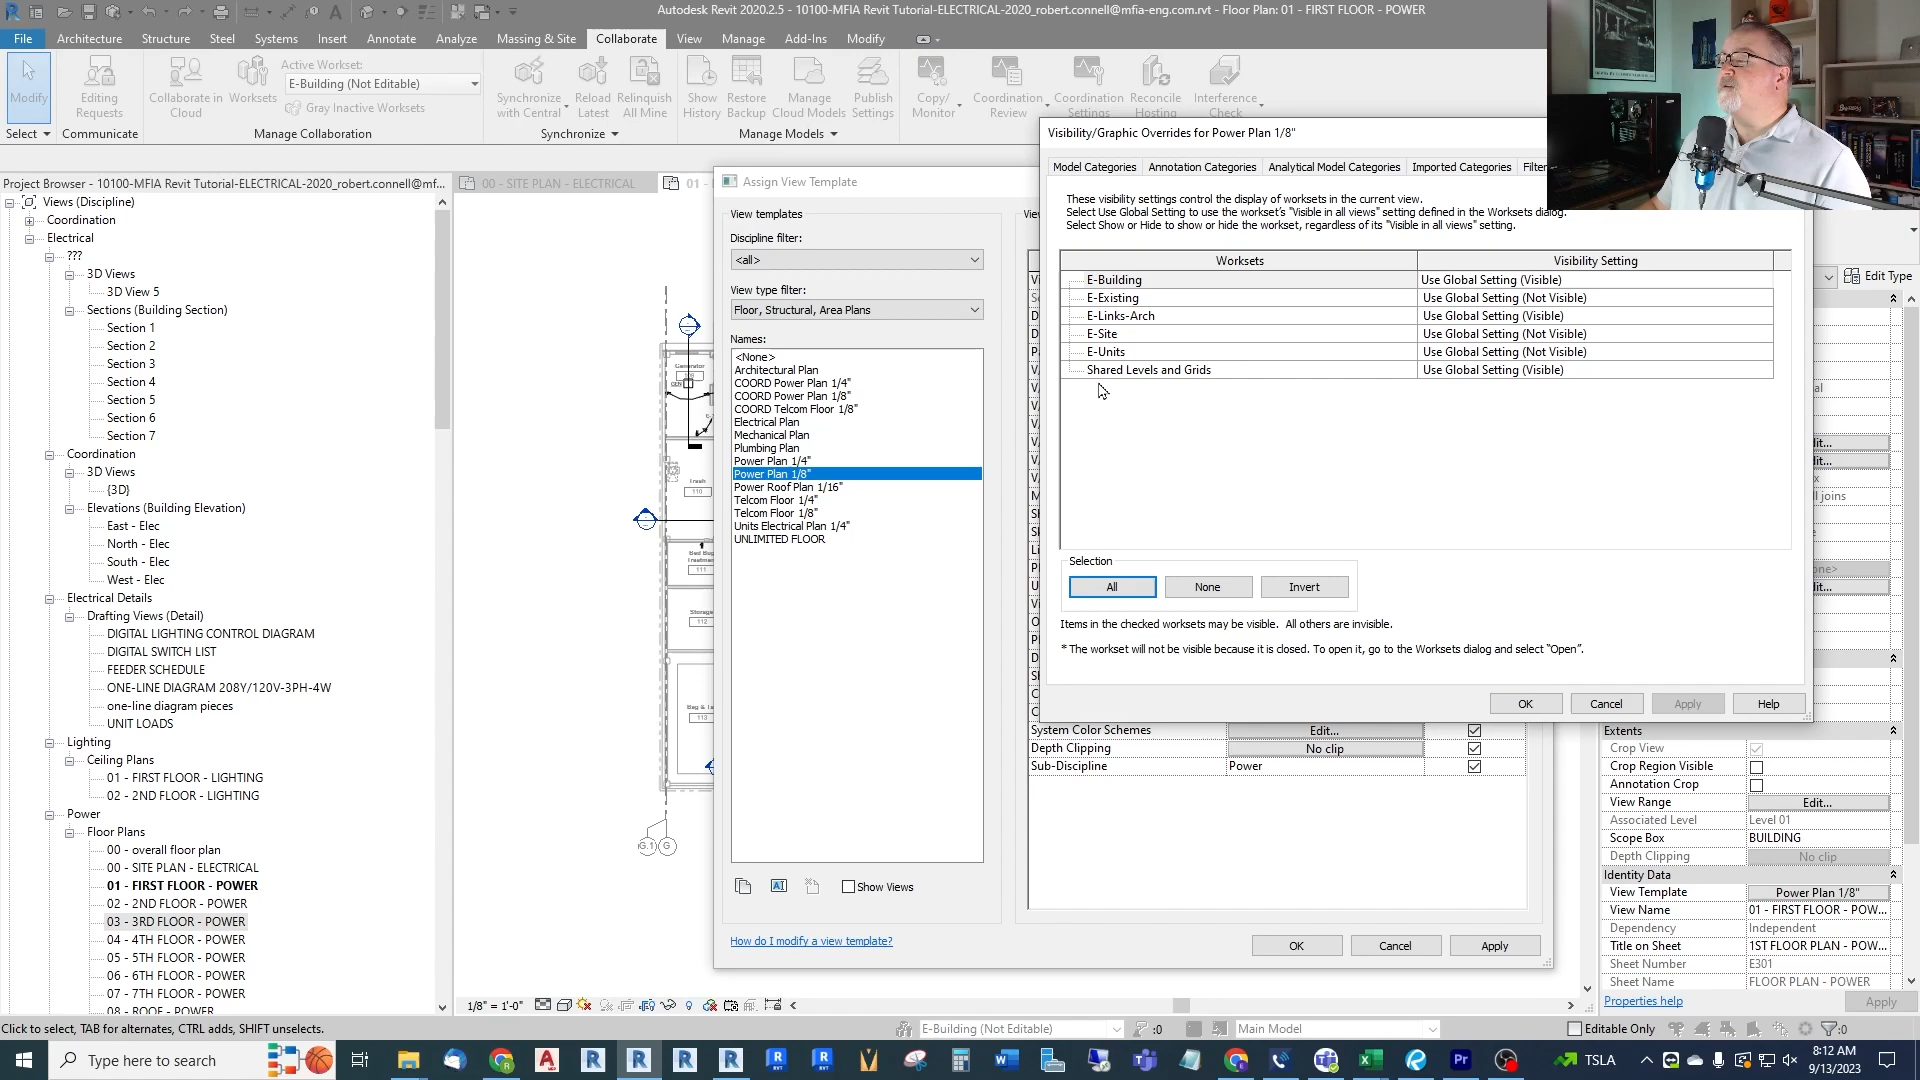 Autodesk Revit 2020.2.5 - 10100-MFIA Revit Tutorial-ELECTRICAL-2020_robert.connell@mfia-eng.com.rvt - Floor Plan: 01 - FIRST FLOOR - POWER
File Architecture Structure Steel Systems Insert Annotate Analyze Massing & Site Collaborate View Manage Add-Ins Modify
Modify
Editing Requests
Collaborate in Cloud
Worksets
Active Workset:
E-Building (Not Editable)
Gray Inactive Worksets
Synchronize with Central
Reload Latest
Relinquish All Mine
Show History
Restore Backup
Manage Cloud Models
Publish Settings
Copy/ Monitor
Coordination Review
Coordination Settings
Reconcile Hosting
Interference Check
Select Communicate Manage Collaboration Synchronize Manage Models
Project Browser - 10100-MFIA Revit Tutorial-ELECTRICAL-2020_robert.connell@mf...
Views (Discipline)
Coordination
Electrical
???
3D Views
3D View 5
Sections (Building Section)
Section 1
Section 2
Section 3
Section 4
Section 5
Section 6
Section 7
Coordination
3D Views
{3D}
Elevations (Building Elevation)
East - Elec
North - Elec
South - Elec
West - Elec
Electrical Details
Drafting Views (Detail)
DIGITAL LIGHTING CONTROL DIAGRAM
DIGITAL SWITCH LIST
FEEDER SCHEDULE
ONE-LINE DIAGRAM 208Y/120V-3PH-4W
one-line diagram pieces
UNIT LOADS
Lighting
Ceiling Plans
01 - FIRST FLOOR - LIGHTING
02 - 2ND FLOOR - LIGHTING
Power
Floor Plans
00 - overall floor plan
00 - SITE PLAN - ELECTRICAL
01 - FIRST FLOOR - POWER
02 - 2ND FLOOR - POWER
03 - 3RD FLOOR - POWER
04 - 4TH FLOOR - POWER
05 - 5TH FLOOR - POWER
06 - 6TH FLOOR - POWER
07 - 7TH FLOOR - POWER
08 - ROOF - POWER
00 - SITE PLAN - ELECTRICAL
01 -
Generator
Trash
110
Bed Bug
Treatment
111
Storage
112
113
G.1 G
1/8" = 1'-0"
Assign View Template
View templates
Discipline filter:
<all>
View type filter:
Floor, Structural, Area Plans
Names:
<None>
Architectural Plan
COORD Power Plan 1/4"
COORD Power Plan 1/8"
COORD Telcom Floor 1/8"
Electrical Plan
Mechanical Plan
Plumbing Plan
Power Plan 1/4"
Power Plan 1/8"
Power Roof Plan 1/16"
Telcom Floor 1/4"
Telcom Floor 1/8"
Units Electrical Plan 1/4"
UNLIMITED FLOOR
Show Views
How do I modify a view template?
System Color Schemes Edit...
Depth Clipping No clip
Sub-Discipline Power
OK Cancel Apply
Visibility/Graphic Overrides for Power Plan 1/8"
Model Categories Annotation Categories Analytical Model Categories Imported Categories Filter
These visibility settings control the display of worksets in the current view.
Select Use Global Setting to use the workset's "Visible in all views" setting defined in the Worksets dialog.
Select Show or Hide to show or hide the workset, regardless of its "Visible in all views" setting.
Worksets Visibility Setting
E-Building Use Global Setting (Visible)
E-Existing Use Global Setting (Not Visible)
E-Links-Arch Use Global Setting (Visible)
E-Site Use Global Setting (Not Visible)
E-Units Use Global Setting (Not Visible)
Shared Levels and Grids Use Global Setting (Visible)
Selection
All None Invert
Items in the checked worksets may be visible. All others are invisible.
* The workset will not be visible because it is closed. To open it, go to the Worksets dialog and select "Open".
OK Cancel Apply Help
Edit Type
Extents
Crop View
Crop Region Visible
Annotation Crop
View Range Edit...
Associated Level Level 01
Scope Box BUILDING
Depth Clipping No clip
Identity Data
View Template Power Plan 1/8"
View Name 01 - FIRST FLOOR - POW...
Dependency Independent
Title on Sheet 1ST FLOOR PLAN - POW...
Sheet Number E301
Sheet Name FLOOR PLAN - POWER
Properties help Apply
Click to select, TAB for alternates, CTRL adds, SHIFT unselects.
E-Building (Not Editable) :0 Main Model Editable Only :0
Type here to search
TSLA
8:12 AM
9/13/2023